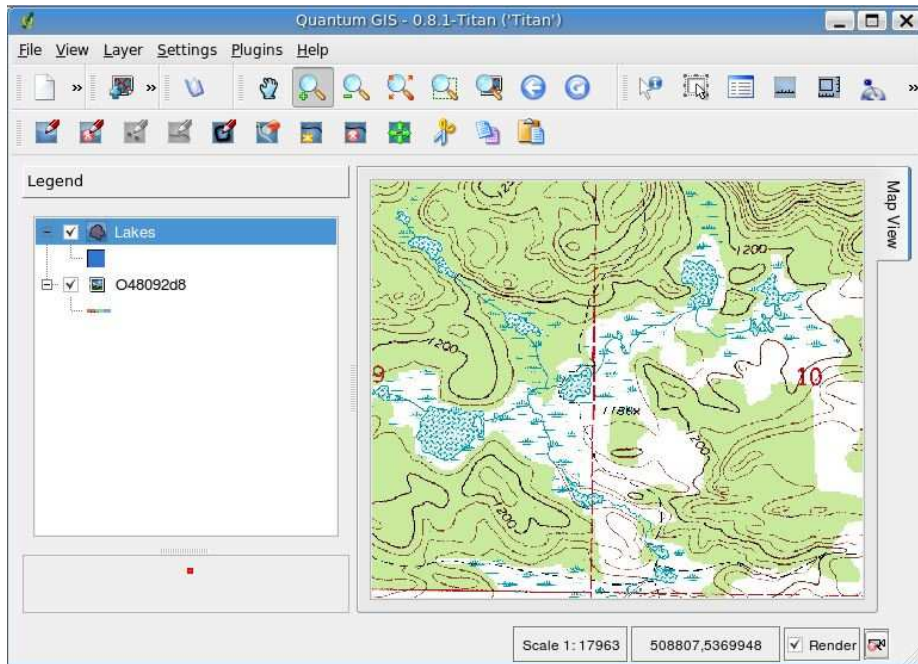 Quantum GIS - 0.8.1-Titan ('Titan')
File View Layer Settings Plugins Help
» » »
Legend
Lakes
O48092d8
Map View
1200
1200
9
10
1186x
1200
Scale 1: 17963
508807,5369948
Render